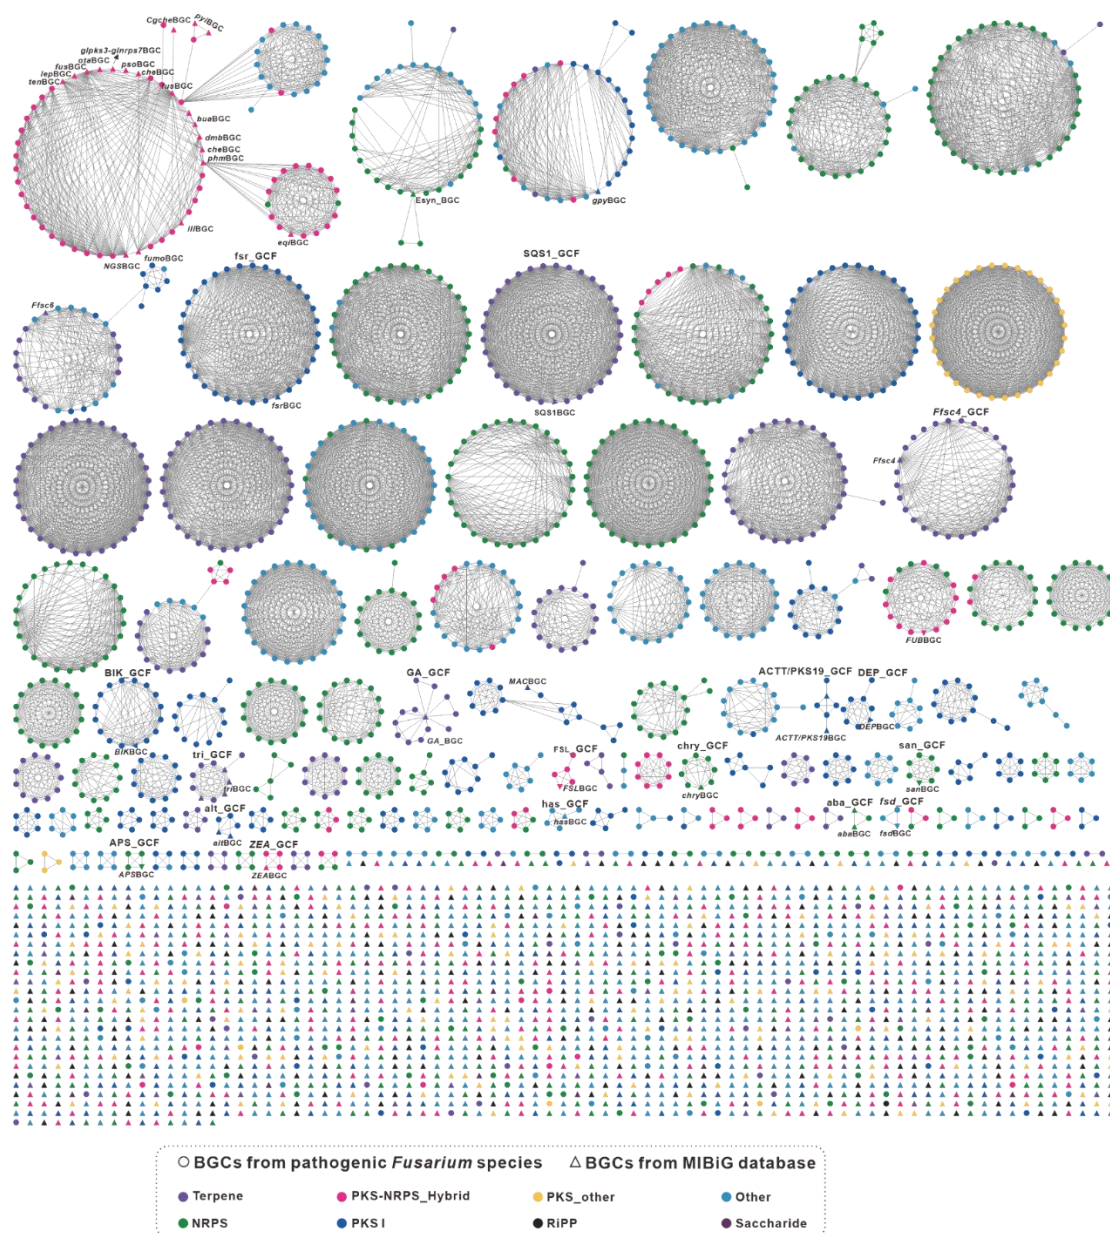 CgcheBGC
pyiBGC
glpks3-glnrps7BGC
otaBGC
psoBGC
fusBGC
cheBGC
lepBGC
tenBGC
fusBGC
buaBGC
dmbBGC
cheBGC
phmBGC
Esyn_BGC
gpyBGC
eqiBGC
NGSBGC
fumoBGC
fsr_GCF
SQS1_GCF
Ffsc6
fsrBGC
SQS1BGC
Ffsc4_GCF
Ffsc4
FUBBGC
BIK_GCF
GA_GCF
MACBGC
ACTT/PKS19_GCF
DEP_GCF
BIKBGC
GA_BGC
DEPBGC
ACTT/PKS19BGC
tri_GCF
FSL_GCF
chry_GCF
san_GCF
triBGC
FSLBGC
chryBGC
sanBGC
alt_GCF
has_GCF
aba_GCF
fsd_GCF
altBGC
hasBGC
abaBGC
fsdBGC
APS_GCF
ZEA_GCF
APSBGC
ZEABGC
BGCs from pathogenic Fusarium species
BGCs from MIBiG database
Terpene
PKS-NRPS_Hybrid
PKS_other
Other
NRPS
PKS I
RiPP
Saccharide